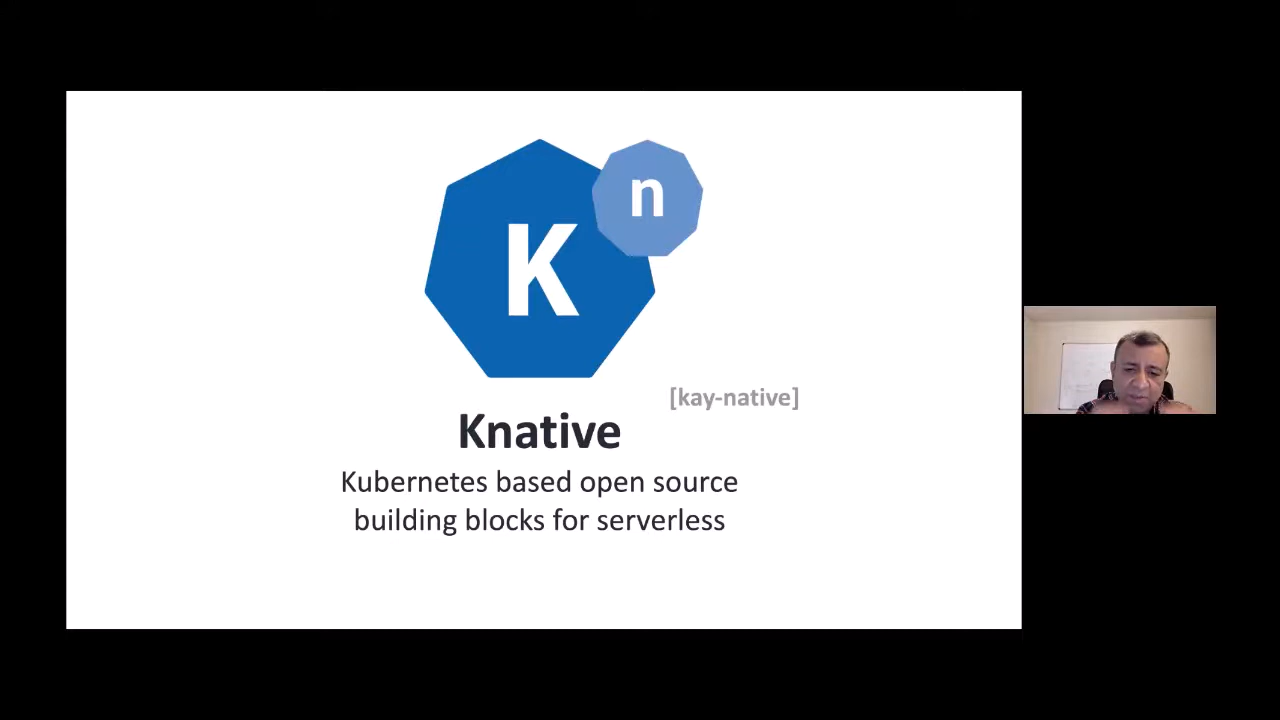 K
n
[kay-native]
Knative
Kubernetes based open source
building blocks for serverless